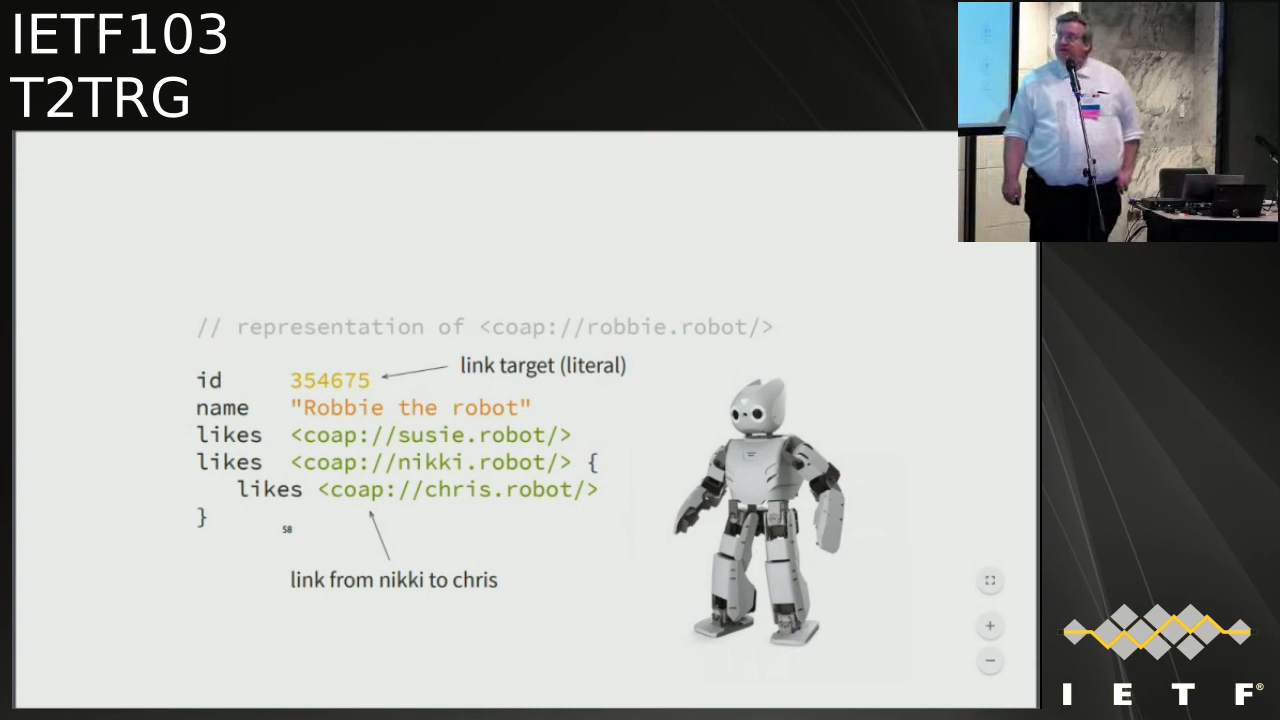 IETF103
T2TRG
// representation of <coap://robbie.robot/>
link target (literal)
id 354675
name "Robbie the robot"
likes <coap://susie.robot/>
likes <coap://nikki.robot/> {
likes <coap://chris.robot/>
}
58
link from nikki to chris
I E T F®